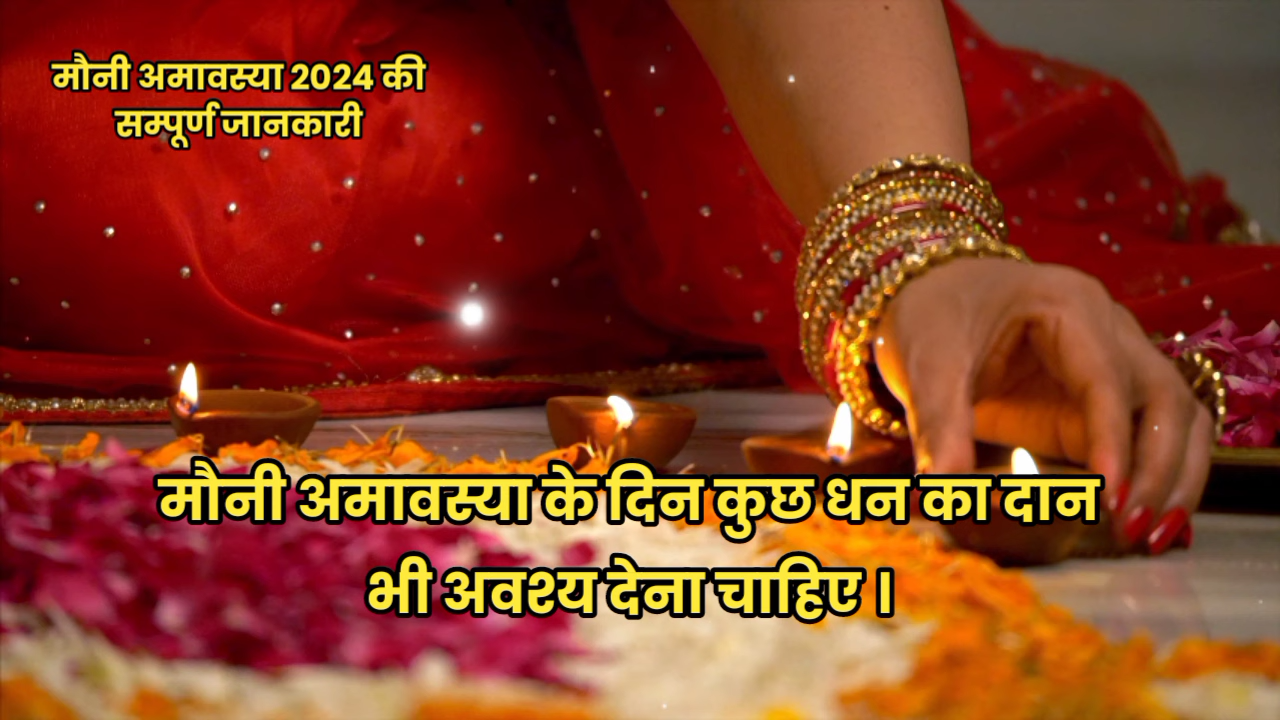 मौनी अमावस्या 2024 की
सम्पूर्ण जानकारी
मौनी अमावस्या के दिन कुछ धन का दान
भी अवश्य देना चाहिए ।